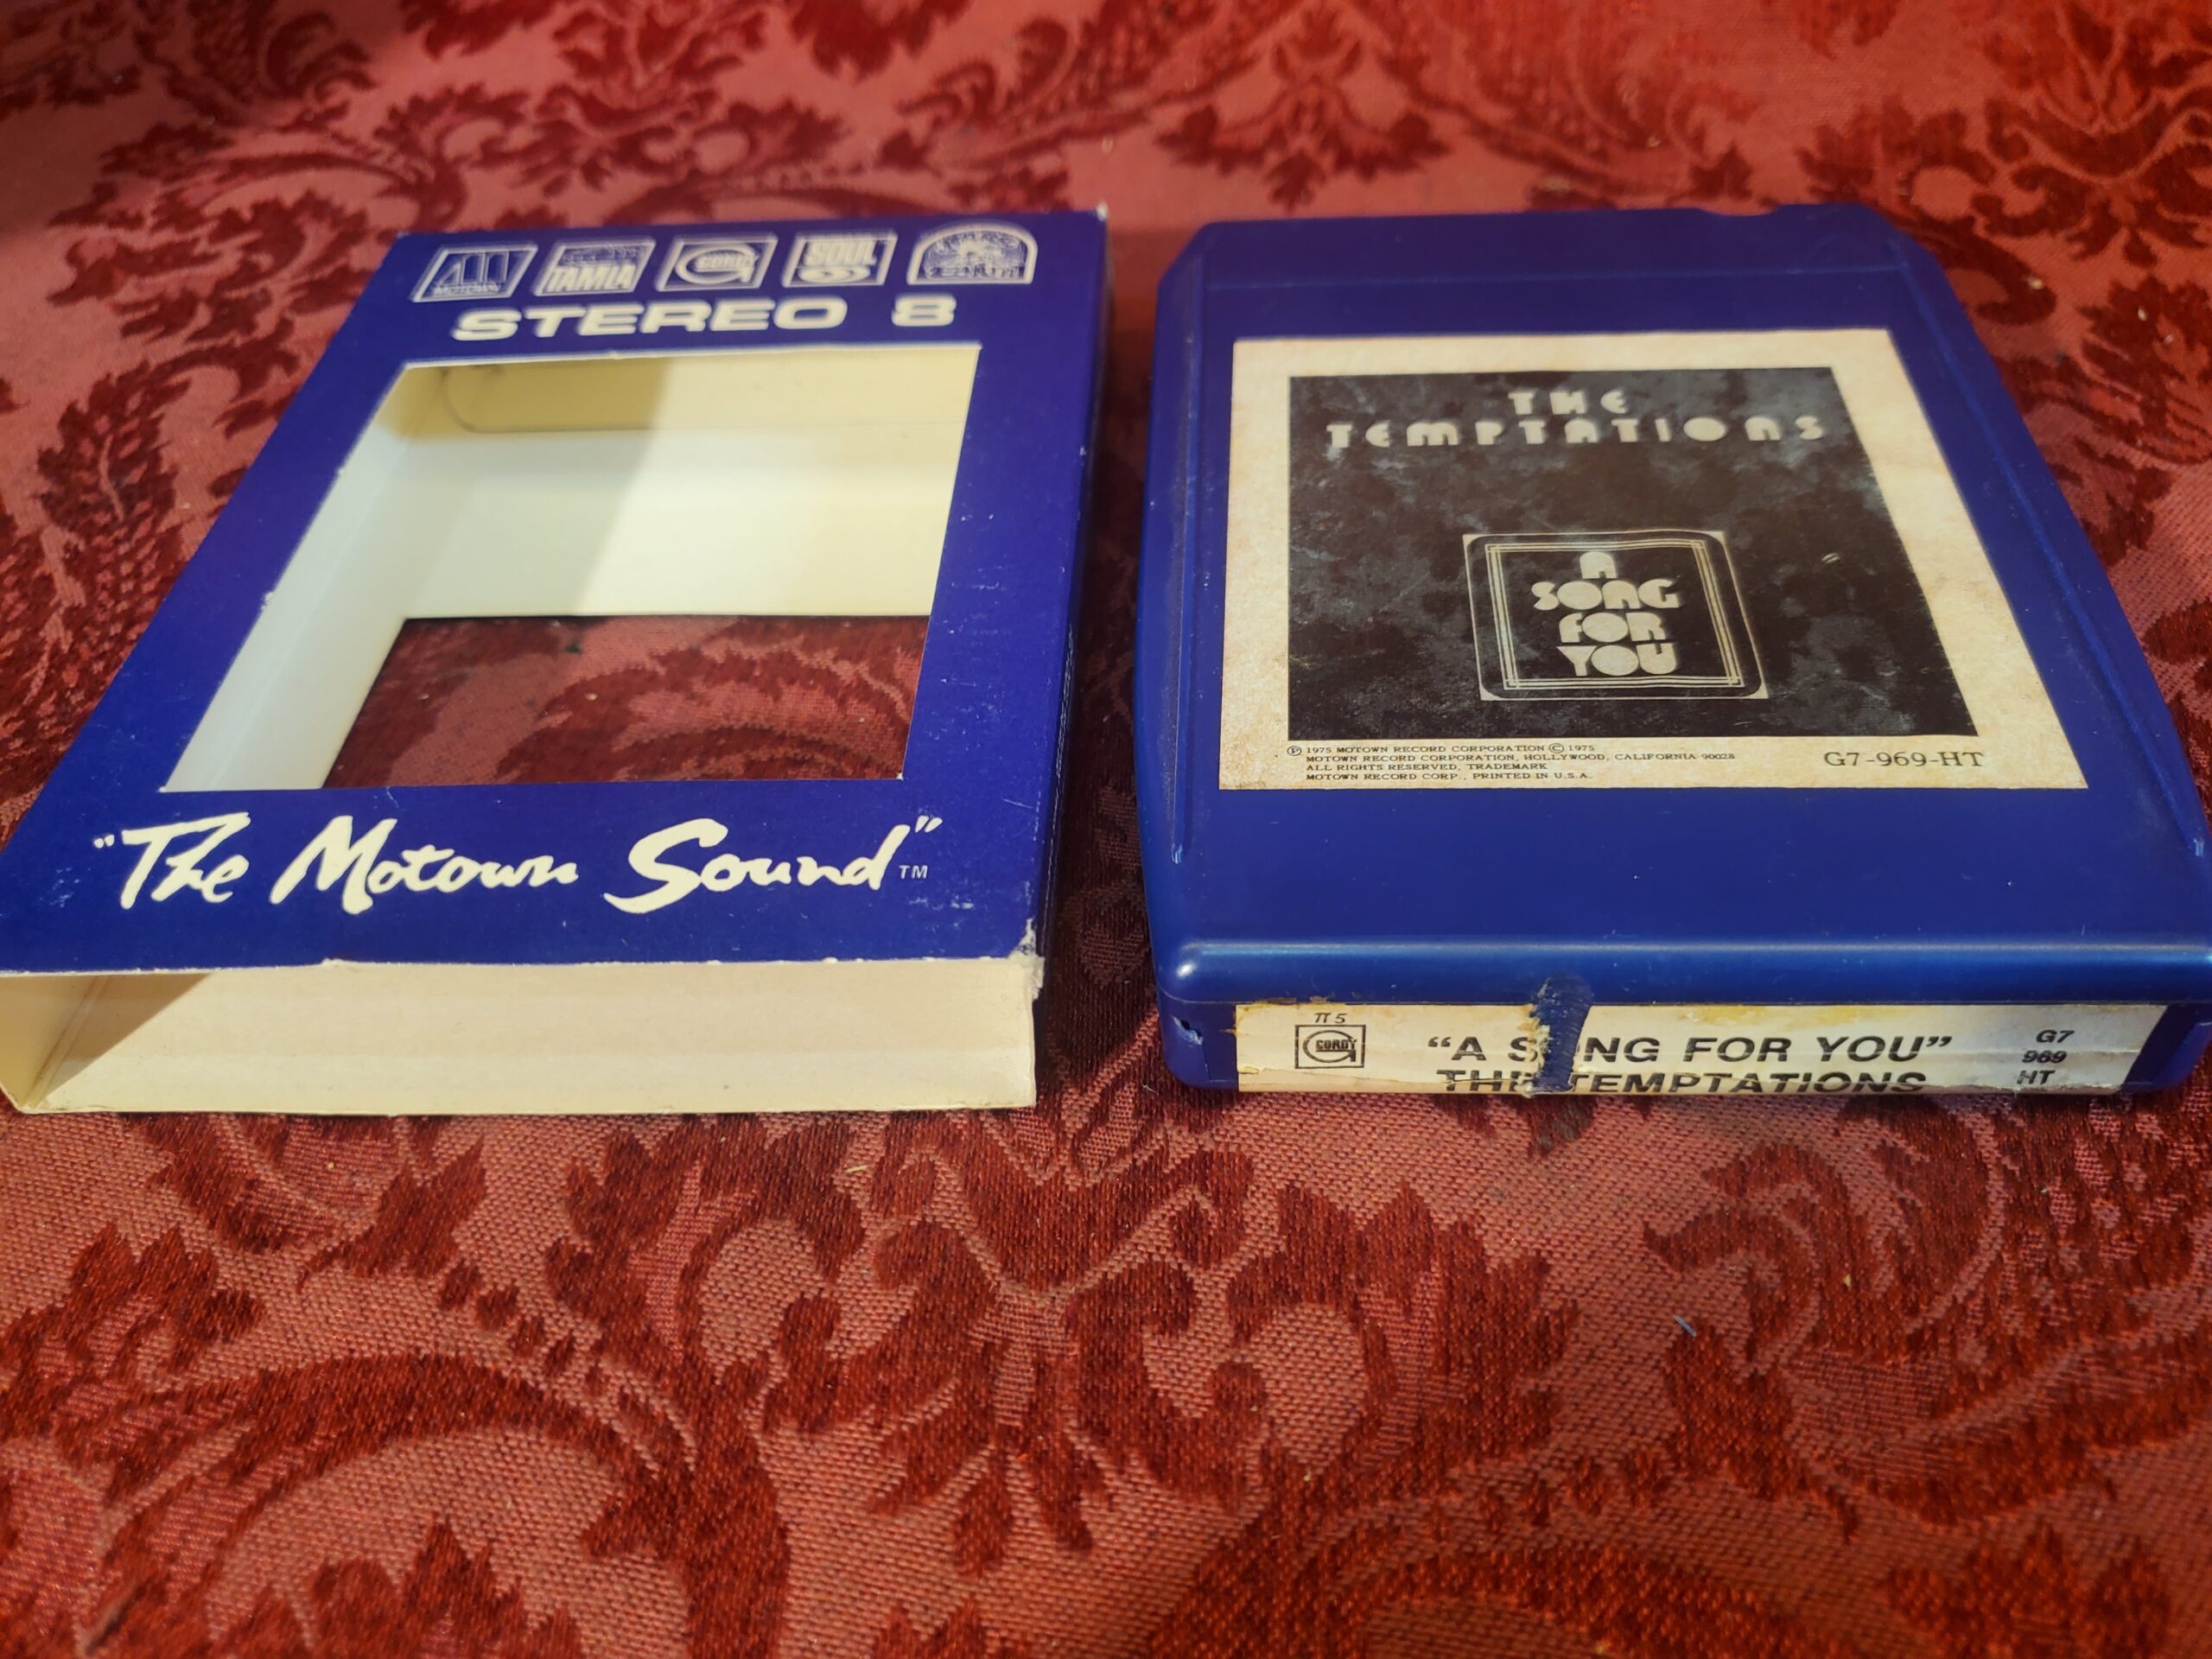 MOTOWN
TAMLA
GORDY
SOUL
STEREO 8
"The Motown Sound"™
THE
TEMPTATIONS
A
SONG
FOR
YOU
℗ 1975 MOTOWN RECORD CORPORATION © 1975
MOTOWN RECORD CORPORATION, HOLLYWOOD, CALIFORNIA 90028
ALL RIGHTS RESERVED, TRADEMARK
MOTOWN RECORD CORP., PRINTED IN U.S.A.
G7-969-HT
π 5
GORDY
“A S NG FOR YOU”
THE TEMPTATIONS
G7
969
HT